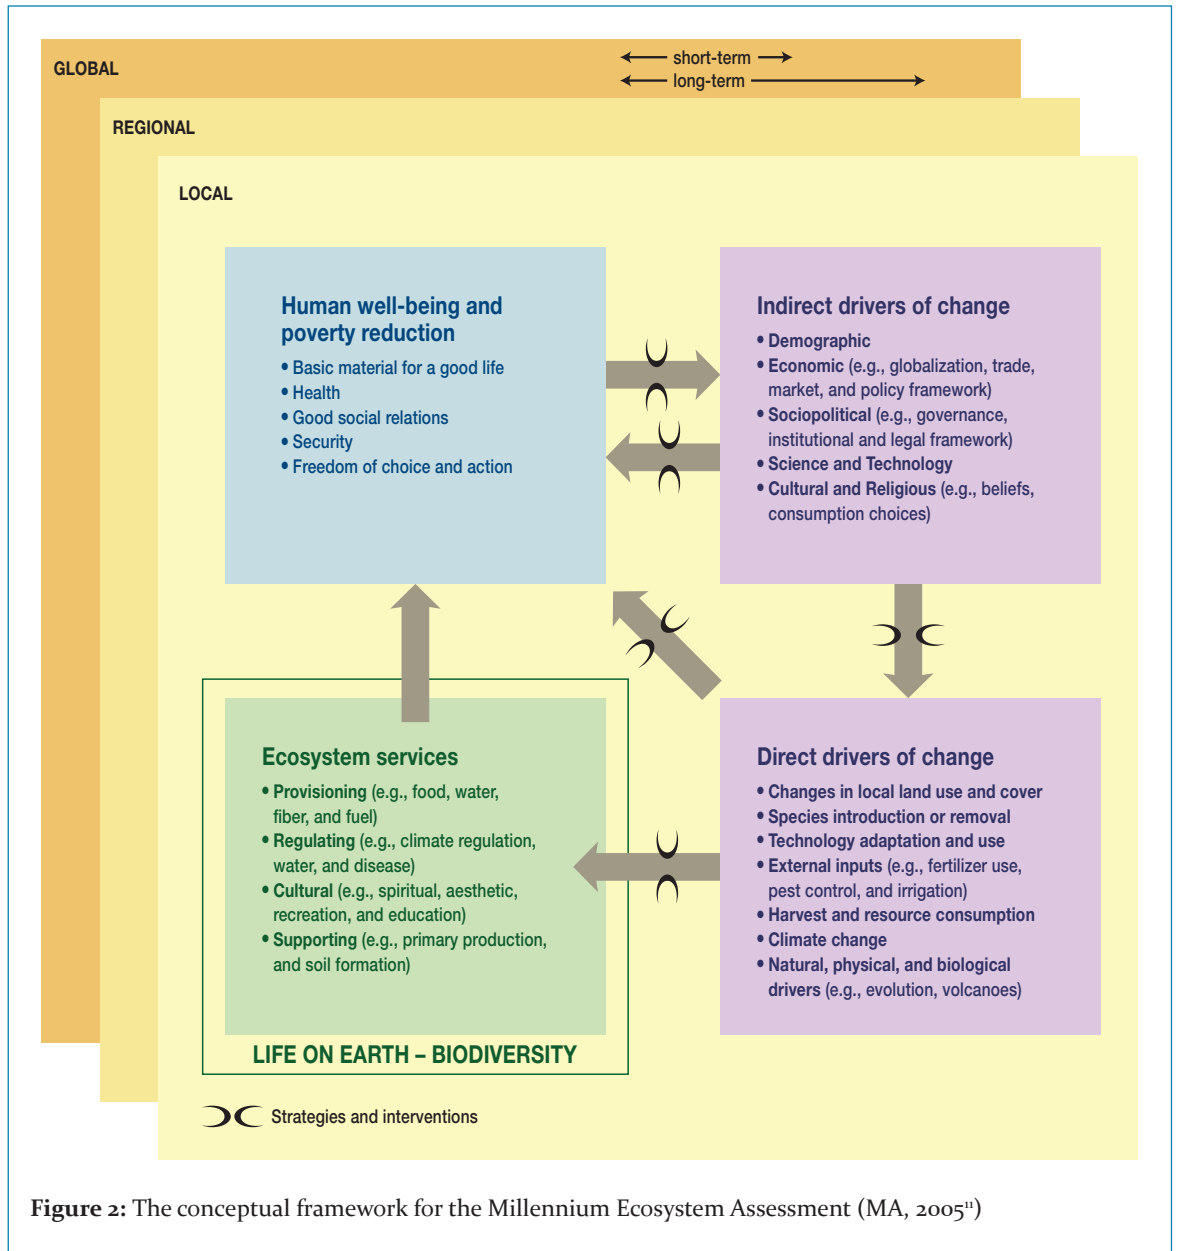 GLOBAL
short-term
long-term
REGIONAL
LOCAL
Human well-being and
poverty reduction
• Basic material for a good life
• Health
• Good social relations
• Security
• Freedom of choice and action
Indirect drivers of change
• Demographic
• Economic (e.g., globalization, trade,
market, and policy framework)
• Sociopolitical (e.g., governance,
institutional and legal framework)
• Science and Technology
• Cultural and Religious (e.g., beliefs,
consumption choices)
Ecosystem services
• Provisioning (e.g., food, water,
fiber, and fuel)
• Regulating (e.g., climate regulation,
water, and disease)
• Cultural (e.g., spiritual, aesthetic,
recreation, and education)
• Supporting (e.g., primary production,
and soil formation)
LIFE ON EARTH – BIODIVERSITY
Direct drivers of change
• Changes in local land use and cover
• Species introduction or removal
• Technology adaptation and use
• External inputs (e.g., fertilizer use,
pest control, and irrigation)
• Harvest and resource consumption
• Climate change
• Natural, physical, and biological
drivers (e.g., evolution, volcanoes)
Strategies and interventions
Figure 2: The conceptual framework for the Millennium Ecosystem Assessment (MA, 2005¹¹)